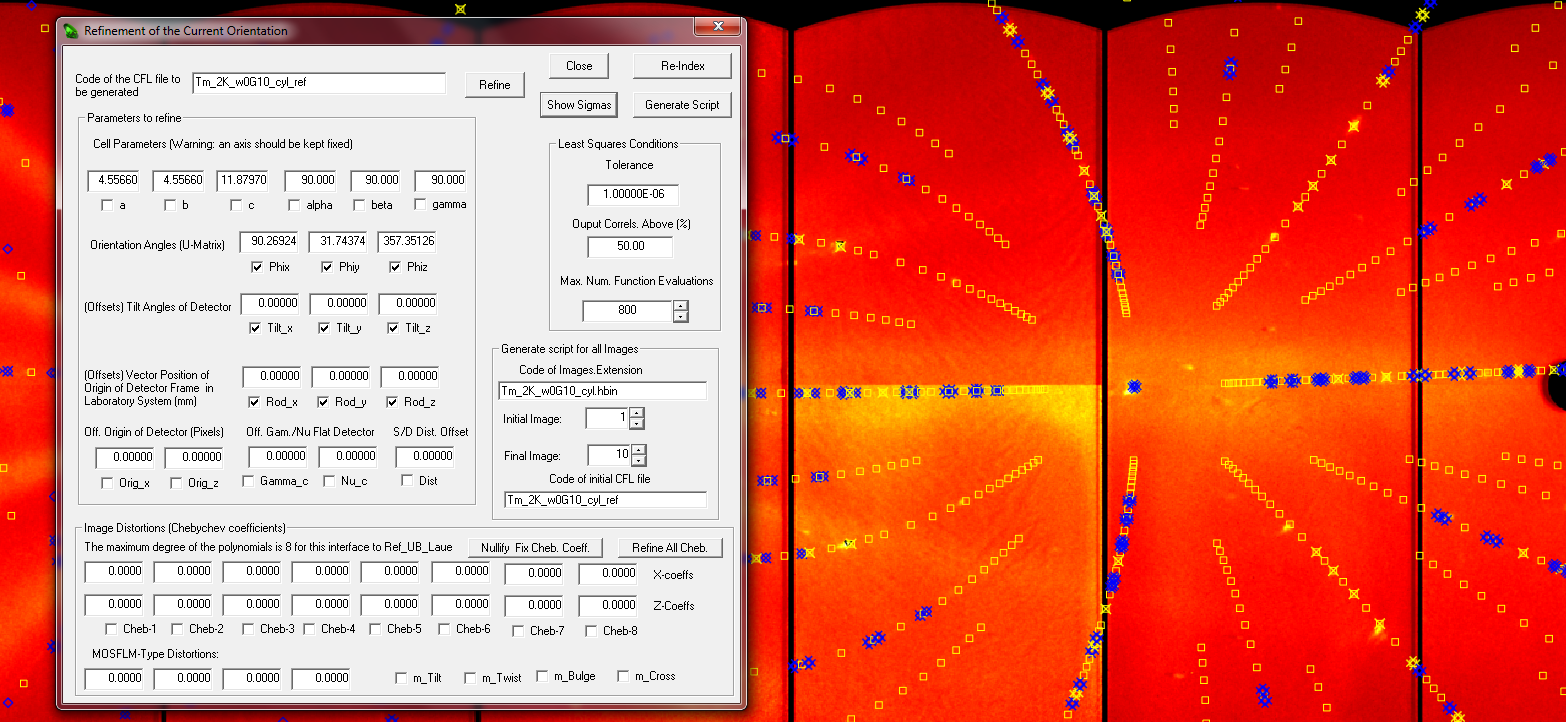 Refinement of the Current Orientation
Code of the CFL file to
be generated
Tm_2K_w0G10_cyl_ref
Refine
Close
Re-Index
Show Sigmas
Generate Script
Parameters to refine
Cell Parameters (Warning: an axis should be kept fixed)
4.55660 4.55660 11.87970 90.000 90.000 90.000
a b c alpha beta gamma
Orientation Angles (U-Matrix) 90.26924 31.74374 357.35126
Phix Phiy Phiz
(Offsets) Tilt Angles of Detector 0.00000 0.00000 0.00000
Tilt_x Tilt_y Tilt_z
(Offsets) Vector Position of
Origin of Detector Frame in
Laboratory System (mm)
0.00000 0.00000 0.00000
Rod_x Rod_y Rod_z
Off. Origin of Detector (Pixels) Off. Gam./Nu Flat Detector S/D Dist. Offset
0.00000 0.00000 0.00000 0.00000 0.00000
Orig_x Orig_z Gamma_c Nu_c Dist
Least Squares Conditions
Tolerance
1.00000E-06
Ouput Correls. Above (%)
50.00
Max. Num. Function Evaluations
800
Generate script for all Images
Code of Images.Extension
Tm_2K_w0G10_cyl.hbin
Initial Image: 1
Final Image: 10
Code of initial CFL file
Tm_2K_w0G10_cyl_ref
Image Distortions (Chebychev coefficients)
The maximum degree of the polynomials is 8 for this interface to Ref_UB_Laue
Nullify Fix Cheb. Coeff.
Refine All Cheb.
0.0000 0.0000 0.0000 0.0000 0.0000 0.0000 0.0000 0.0000 X-coeffs
0.0000 0.0000 0.0000 0.0000 0.0000 0.0000 0.0000 0.0000 Z-Coeffs
Cheb-1 Cheb-2 Cheb-3 Cheb-4 Cheb-5 Cheb-6 Cheb-7 Cheb-8
MOSFLM-Type Distortions:
0.0000 0.0000 0.0000 0.0000 m_Tilt m_Twist m_Bulge m_Cross